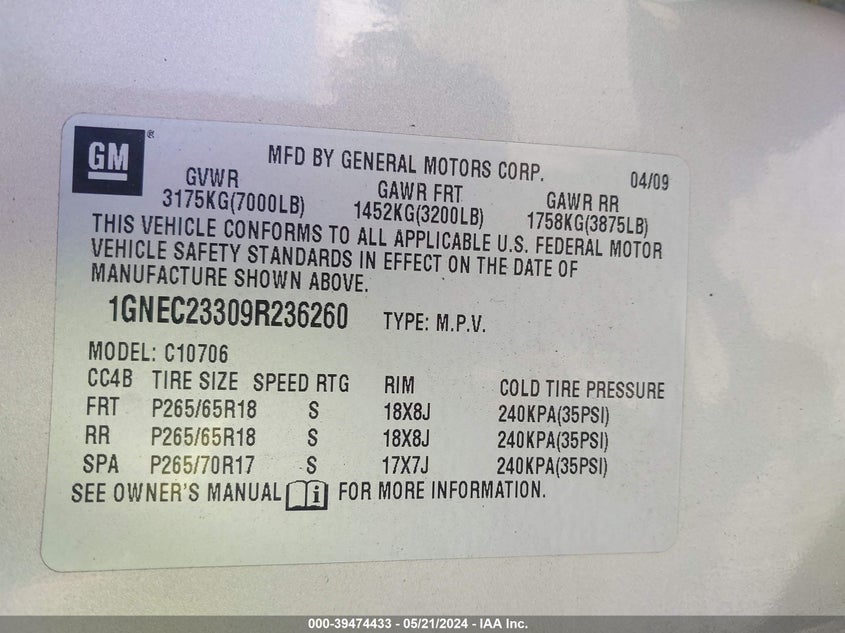 GM ®
MFD BY GENERAL MOTORS CORP. 04/09
GVWR GAWR FRT GAWR RR
3175KG(7000LB) 1452KG(3200LB) 1758KG(3875LB)
THIS VEHICLE CONFORMS TO ALL APPLICABLE U.S. FEDERAL MOTOR
VEHICLE SAFETY STANDARDS IN EFFECT ON THE DATE OF
MANUFACTURE SHOWN ABOVE.
1GNEC23309R236260 TYPE: M.P.V.
MODEL: C10706
CC4B TIRE SIZE SPEED RTG RIM COLD TIRE PRESSURE
FRT P265/65R18 S 18X8J 240KPA(35PSI)
RR P265/65R18 S 18X8J 240KPA(35PSI)
SPA P265/70R17 S 17X7J 240KPA(35PSI)
SEE OWNER'S MANUAL i FOR MORE INFORMATION.
000-39474433 - 05/21/2024 - IAA Inc.